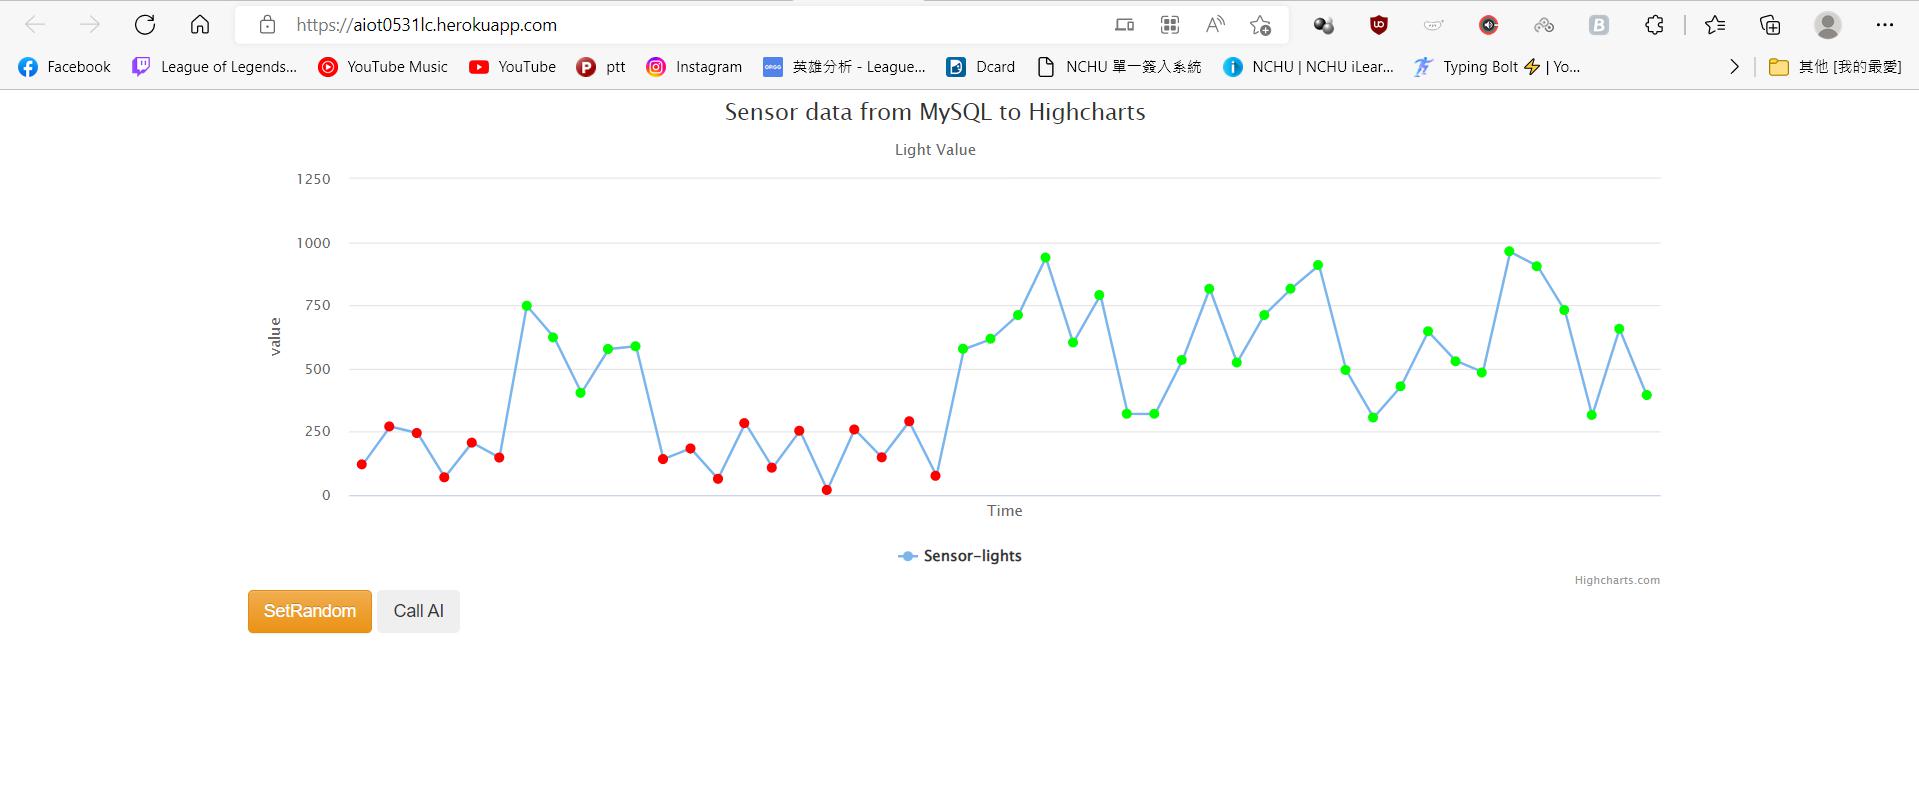 https://aiot0531lc.herokuapp.com
Facebook
League of Legends...
YouTube Music
YouTube
ptt
Instagram
英雄分析 - League...
Dcard
NCHU 單一簽入系統
NCHU | NCHU iLear...
Typing Bolt ⚡ | Yo...
其他 [我的最愛]
Sensor data from MySQL to Highcharts
Light Value
1250
1000
750
500
250
0
value
Time
Sensor-lights
Highcharts.com
SetRandom
Call AI